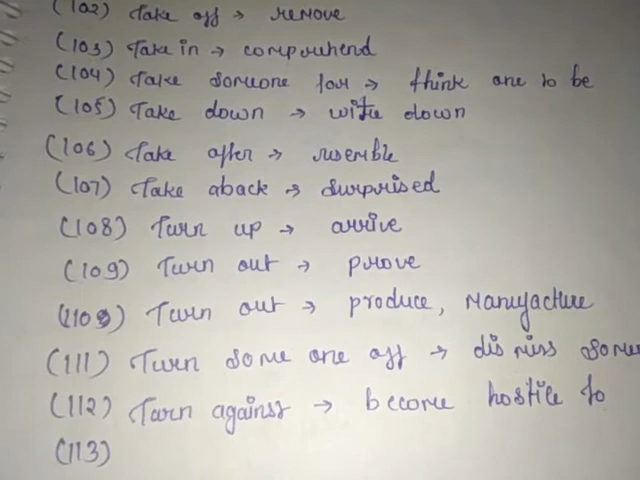 (102) Take off → remove
(103) Take in → comprehend
(104) Take someone for → think one to be
(105) Take down → write down
(106) Take after → resemble
(107) Take aback → surprised
(108) Turn up → arrive
(109) Turn out → prove
(110) Turn out → produce, Manufacture
(111) Turn some one off → dismiss some
(112) Turn against → become hostile to
(113)